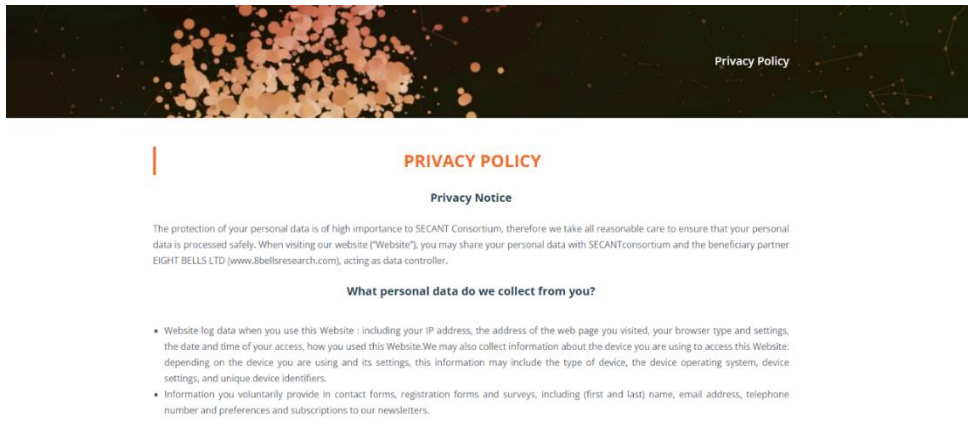 Privacy Policy
PRIVACY POLICY
Privacy Notice
The protection of your personal data is of high importance to SECANT Consortium, therefore we take all reasonable care to ensure that your personal
data is processed safely. When visiting our website ("Website"), you may share your personal data with SECANTconsortium and the beneficiary partner
EIGHT BELLS LTD (www.8bellsresearch.com), acting as data controller.
What personal data do we collect from you?
• Website log data when you use this Website : including your IP address, the address of the web page you visited, your browser type and settings,
the date and time of your access, how you used this Website.We may also collect information about the device you are using to access this Website:
depending on the device you are using and its settings, this information may include the type of device, the device operating system, device
settings, and unique device identifiers.
• Information you voluntarily provide in contact forms, registration forms and surveys, including (first and last) name, email address, telephone
number and preferences and subscriptions to our newsletters.